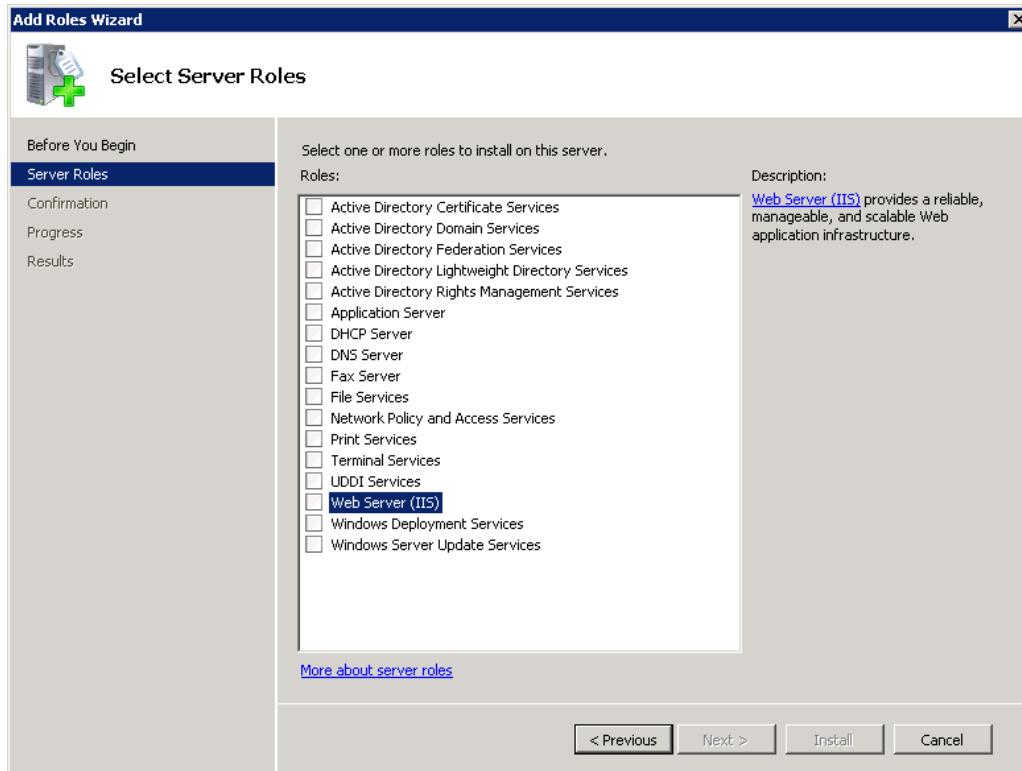 Add Roles Wizard
Select Server Roles
Before You Begin
Server Roles
Confirmation
Progress
Results
Select one or more roles to install on this server.
Roles:
Active Directory Certificate Services
Active Directory Domain Services
Active Directory Federation Services
Active Directory Lightweight Directory Services
Active Directory Rights Management Services
Application Server
DHCP Server
DNS Server
Fax Server
File Services
Network Policy and Access Services
Print Services
Terminal Services
UDDI Services
Web Server (IIS)
Windows Deployment Services
Windows Server Update Services
More about server roles
Description:
Web Server (IIS) provides a reliable,
manageable, and scalable Web
application infrastructure.
< Previous
Next >
Install
Cancel